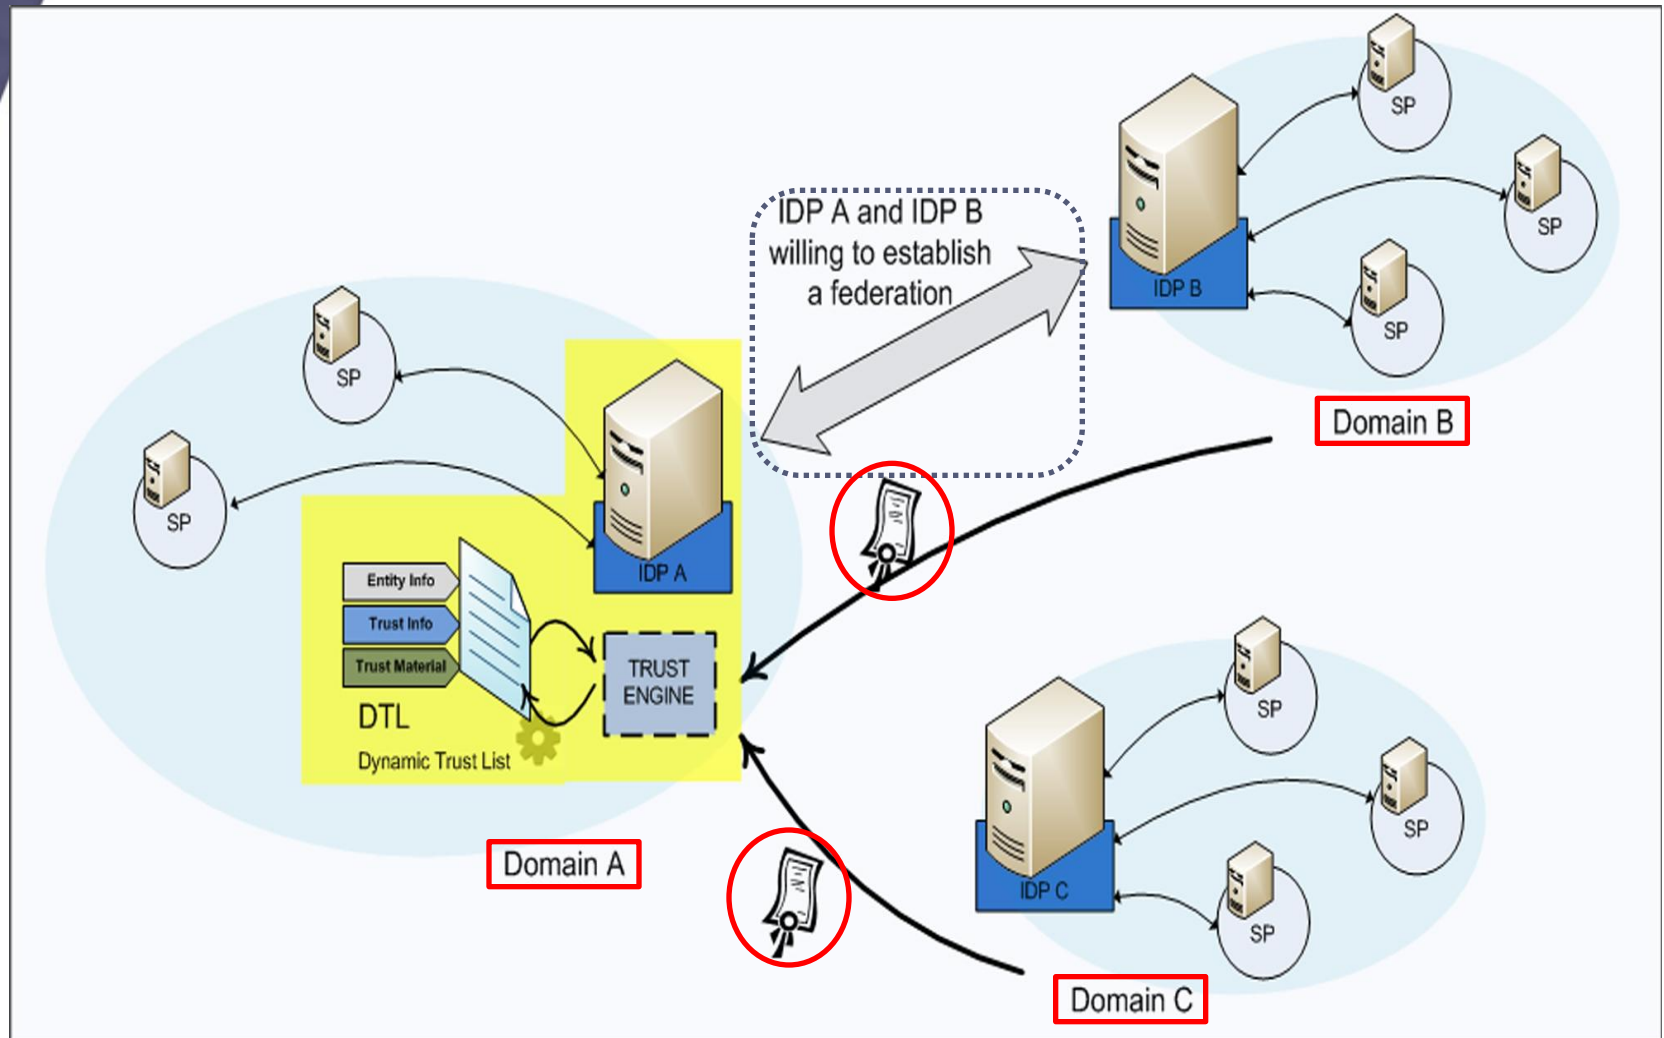 SP
SP
SP
IDP B
Domain B
IDP A and IDP B
willing to establish
a federation
SP
SP
IDP A
Entity Info
Trust Info
Trust Material
DTL
Dynamic Trust List
TRUST
ENGINE
Domain A
SP
SP
SP
IDP C
Domain C